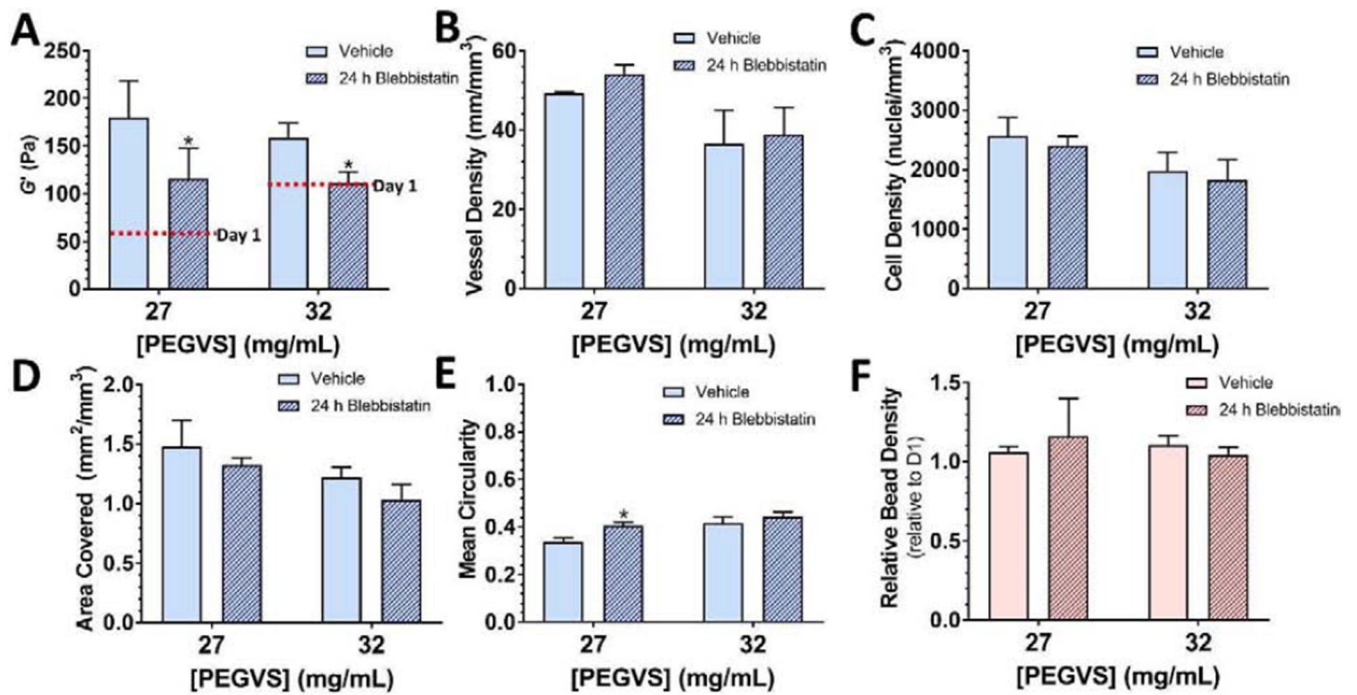 A
250
200
150
100
50
0
G' (Pa)
Vehicle
24 h Blebbistatin
*
*
Day 1
Day 1
27
32
[PEGVS] (mg/mL)
B
60
40
20
0
Vessel Density (mm/mm³)
Vehicle
24 h Blebbistatin
27
32
[PEGVS] (mg/mL)
C
4000
3000
2000
1000
0
Cell Density (nuclei/mm³)
Vehicle
24 h Blebbistatin
27
32
[PEGVS] (mg/mL)
D
2.0
1.5
1.0
0.5
0.0
Area Covered (mm²/mm³)
Vehicle
24 h Blebbistatin
27
32
[PEGVS] (mg/mL)
E
1.0
0.8
0.6
0.4
0.2
0.0
Mean Circularity
Vehicle
24 h Blebbistatin
*
27
32
[PEGVS] (mg/mL)
F
1.5
1.0
0.5
0.0
Relative Bead Density
(relative to D1)
Vehicle
24 h Blebbistatin
27
32
[PEGVS] (mg/mL)